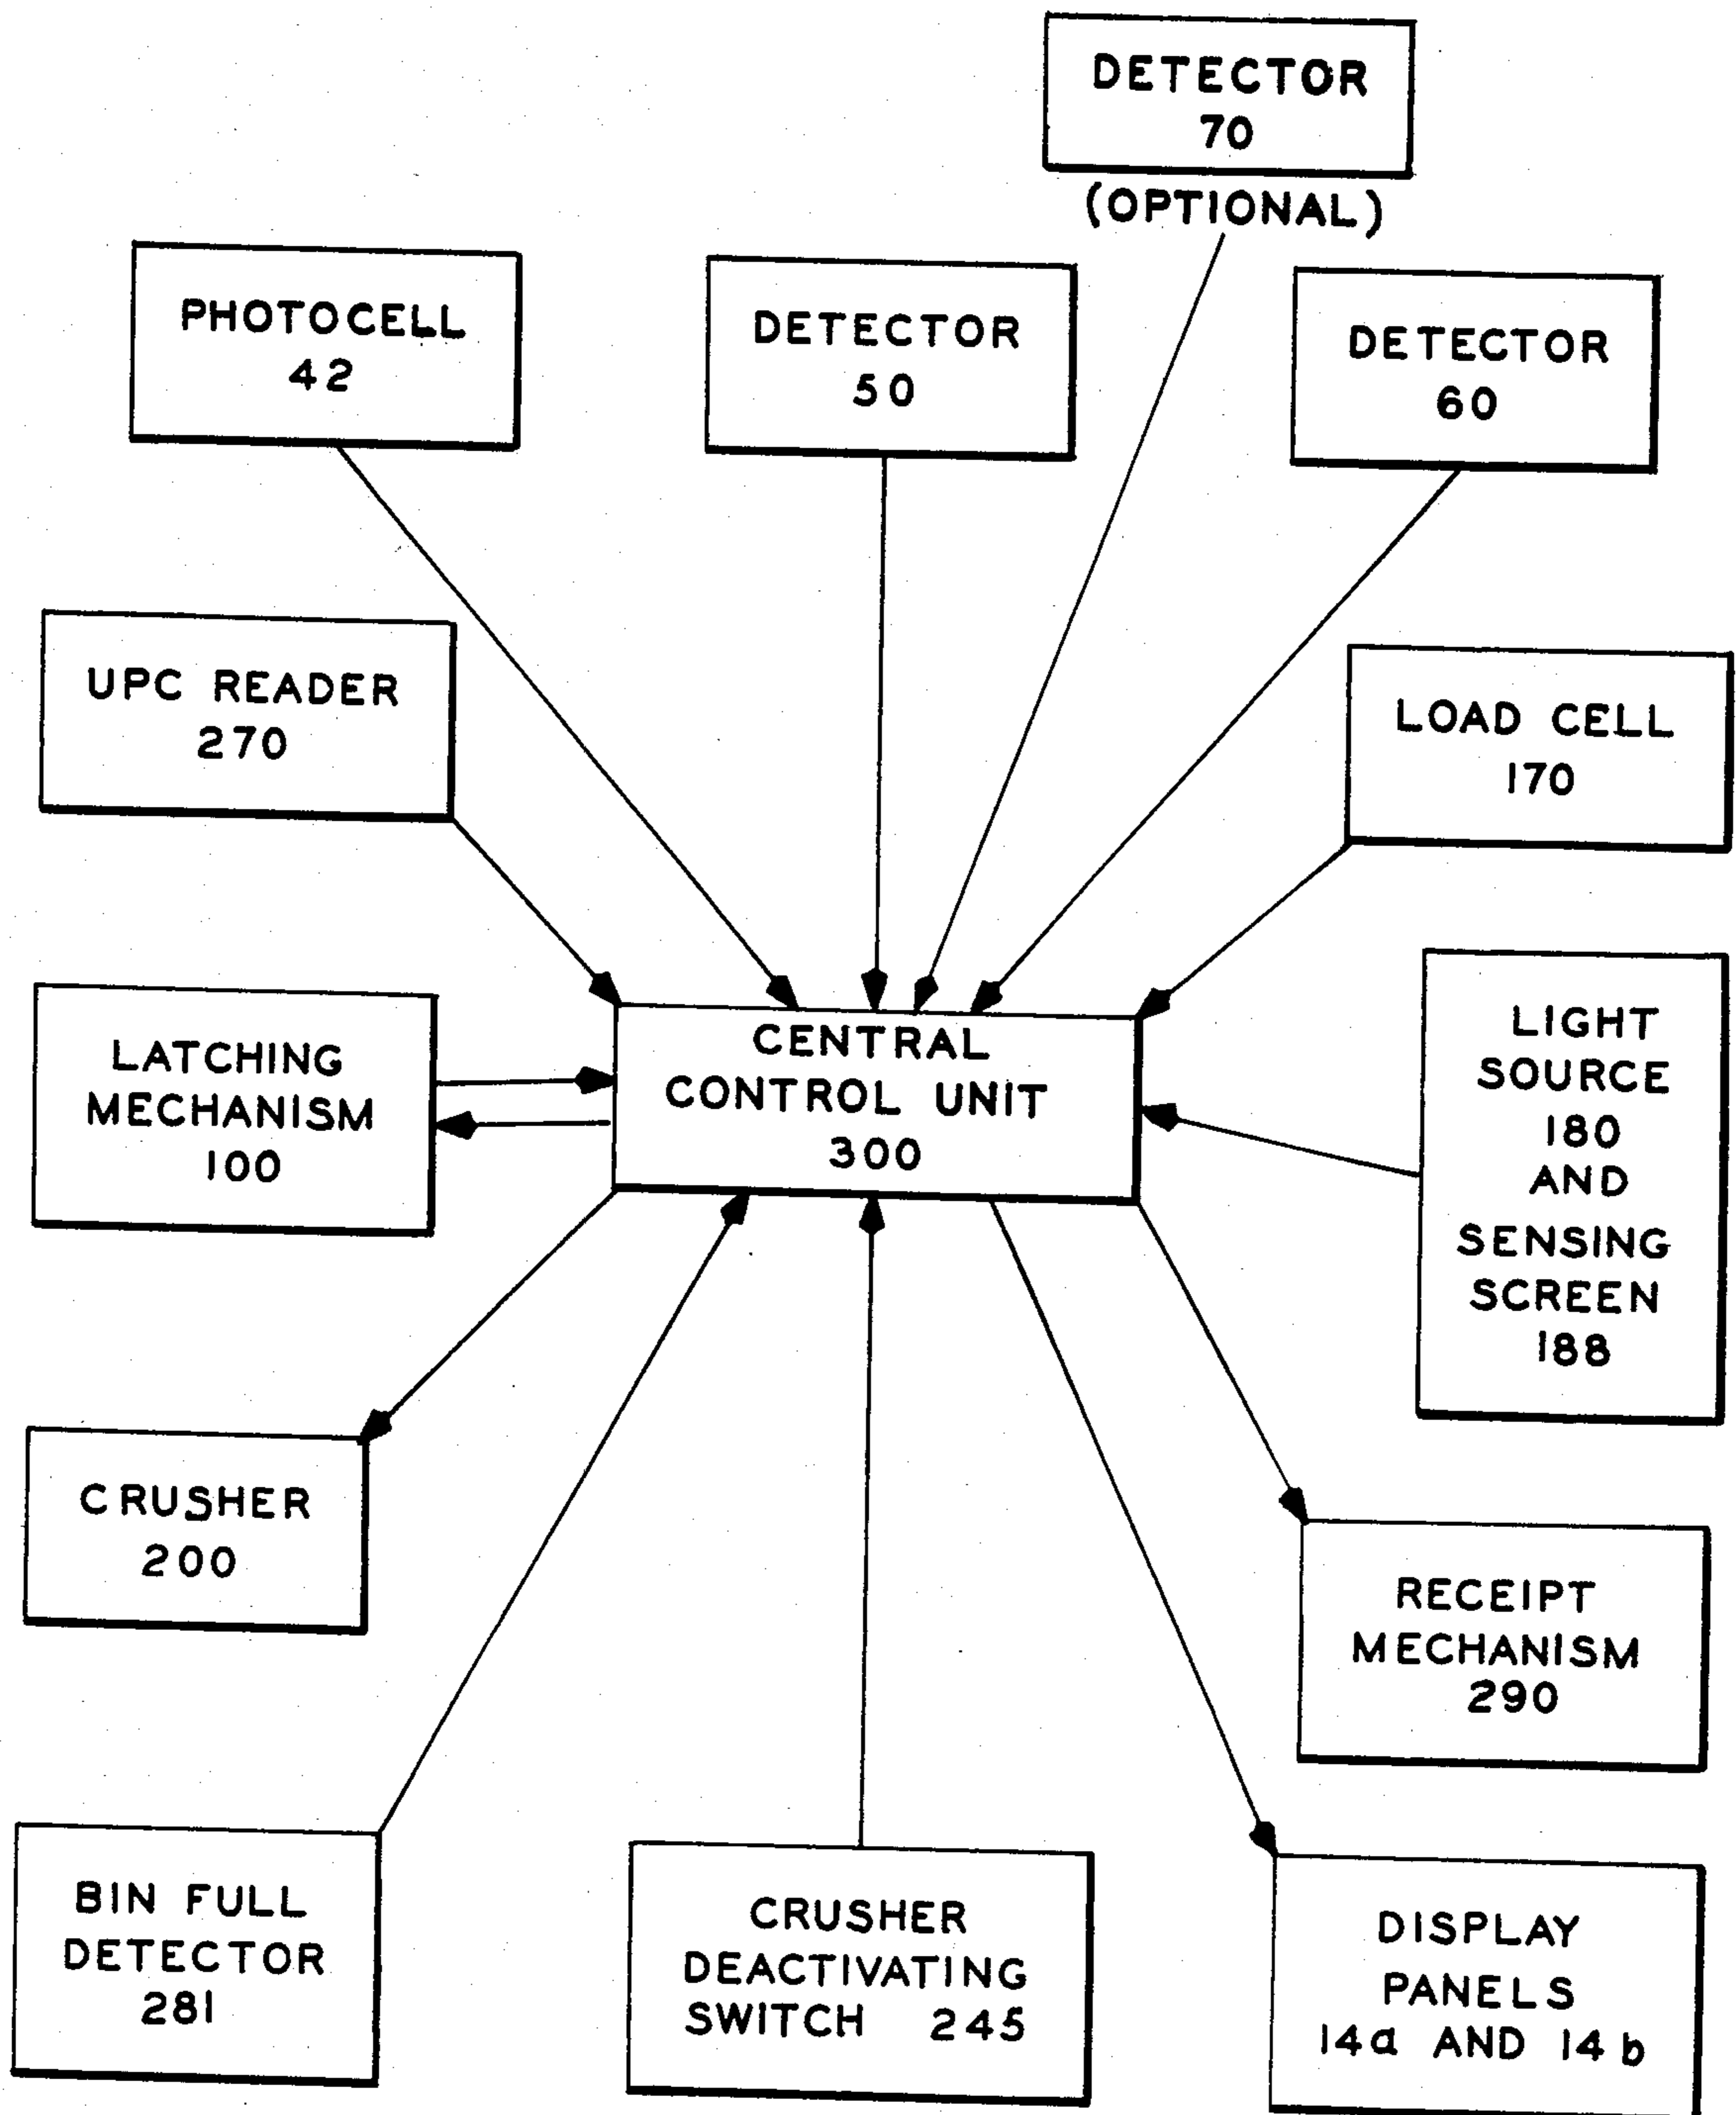 DETECTOR
70
(OPTIONAL)
PHOTOCELL
42
DETECTOR
50
DETECTOR
60
UPC READER
270
LOAD CELL
170
CENTRAL
CONTROL UNIT
300
LATCHING
MECHANISM
100
LIGHT
SOURCE
180
AND
SENSING
SCREEN
188
CRUSHER
200
RECEIPT
MECHANISM
290
BIN FULL
DETECTOR
281
CRUSHER
DEACTIVATING
SWITCH 245
DISPLAY
PANELS
14a AND 14b